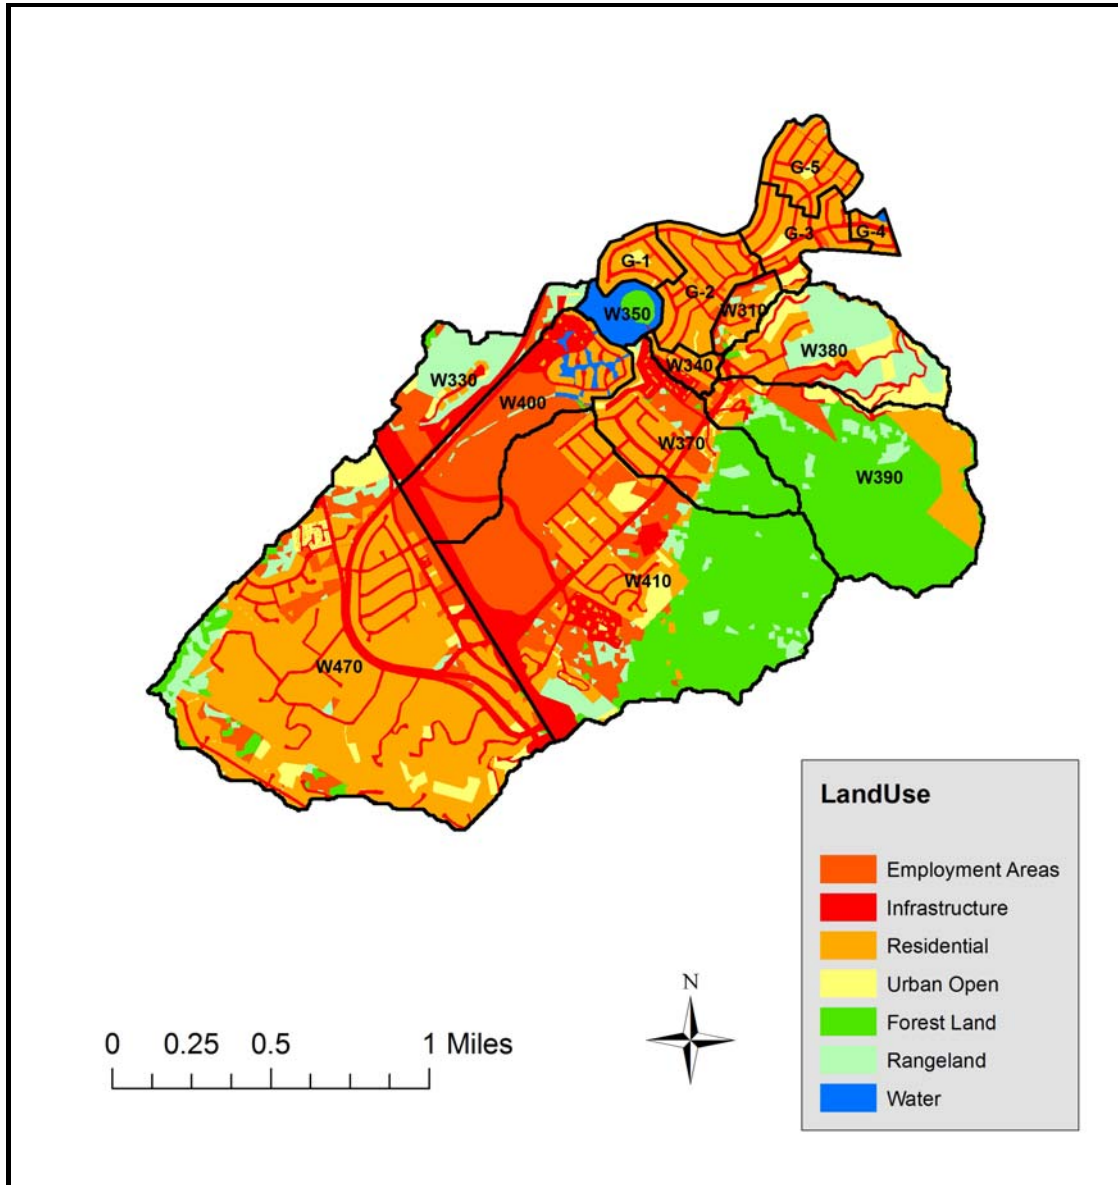 G-5
G-3
G-4
G-1
G-2
W350
W310
W380
W340
W330
W400
W370
W390
W410
W470
LandUse
Employment Areas
Infrastructure
Residential
Urban Open
Forest Land
Rangeland
Water
N
0 0.25 0.5 1 Miles